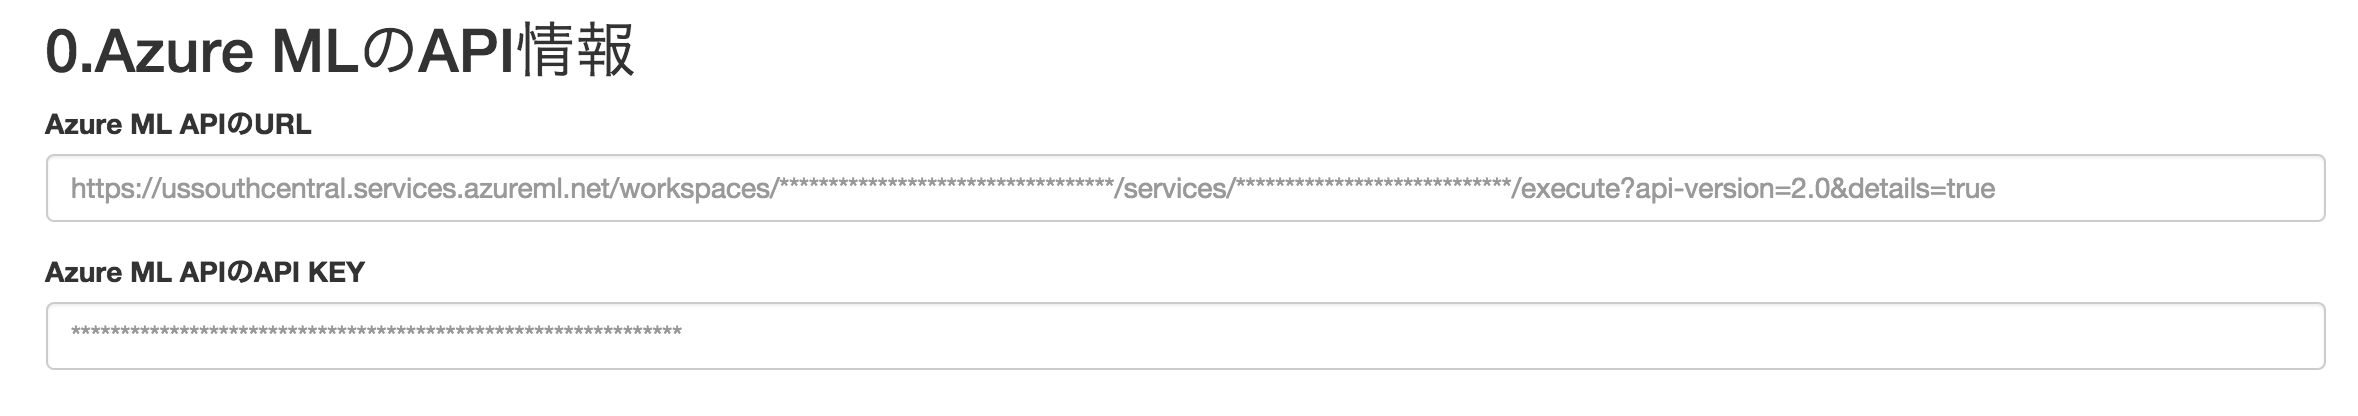 0.Azure MLのAPI情報
Azure ML APIのURL
https://ussouthcentral.services.azureml.net/workspaces/**********************************/services/****************************/execute?api-version=2.0&details=true
Azure ML APIのAPI KEY
**************************************************************